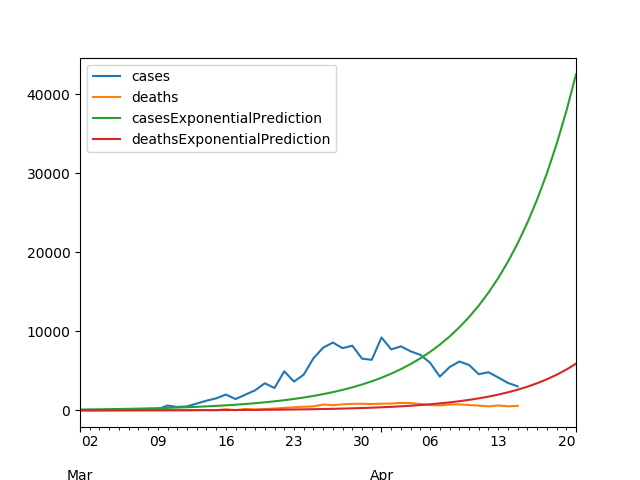 cases
deaths
casesExponentialPrediction
deathsExponentialPrediction
40000
30000
20000
10000
0
02 09 16 23 30 06 13 20
Mar Apr